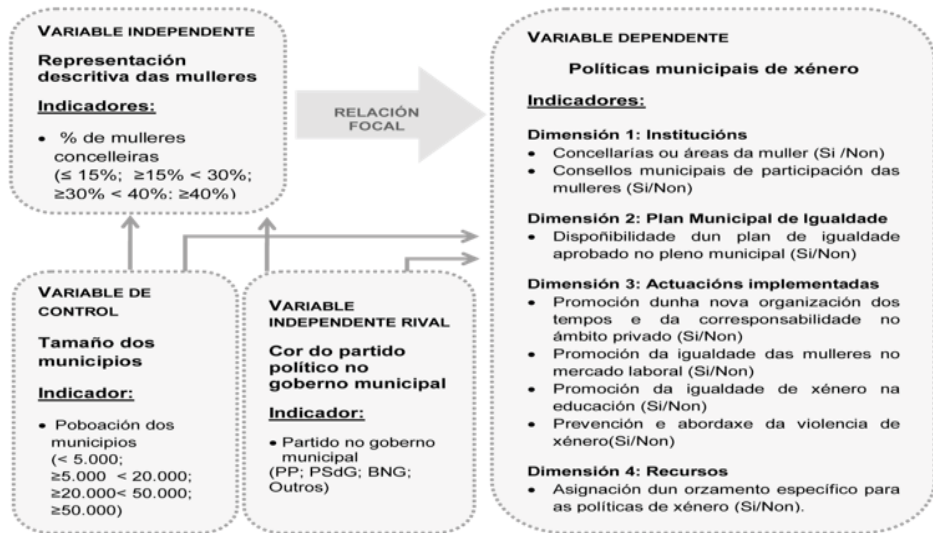 VARIABLE INDEPENDENTE
Representación
descritiva das mulleres
Indicadores:
• % de mulleres
concelleiras
(≤ 15%; ≥15% < 30%;
≥30% < 40%: ≥40%)
RELACIÓN
FOCAL
VARIABLE DE
CONTROL
Tamaño dos
municipios
Indicador:
• Poboación dos
municipios
(< 5.000;
≥5.000 < 20.000;
≥20.000< 50.000;
≥50.000)
VARIABLE
INDEPENDENTE RIVAL
Cor do partido
político no
goberno municipal
Indicador:
• Partido no goberno
municipal
(PP; PSdG; BNG;
Outros)
VARIABLE DEPENDENTE
Políticas municipais de xénero
Indicadores:
Dimensión 1: Institucións
• Concellarías ou áreas da muller (Si /Non)
• Consellos municipais de participación das
mulleres (Si/Non)
Dimensión 2: Plan Municipal de Igualdade
• Dispoñibilidade dun plan de igualdade
aprobado no pleno municipal (Si/Non)
Dimensión 3: Actuacións implementadas
• Promoción dunha nova organización dos
tempos e da corresponsabilidade no
ámbito privado (Si/Non)
• Promoción da igualdade das mulleres no
mercado laboral (Si/Non)
• Promoción da igualdade de xénero na
educación (Si/Non)
• Prevención e abordaxe da violencia de
xénero(Si/Non)
Dimensión 4: Recursos
• Asignación dun orzamento específico para
as políticas de xénero (Si/Non).